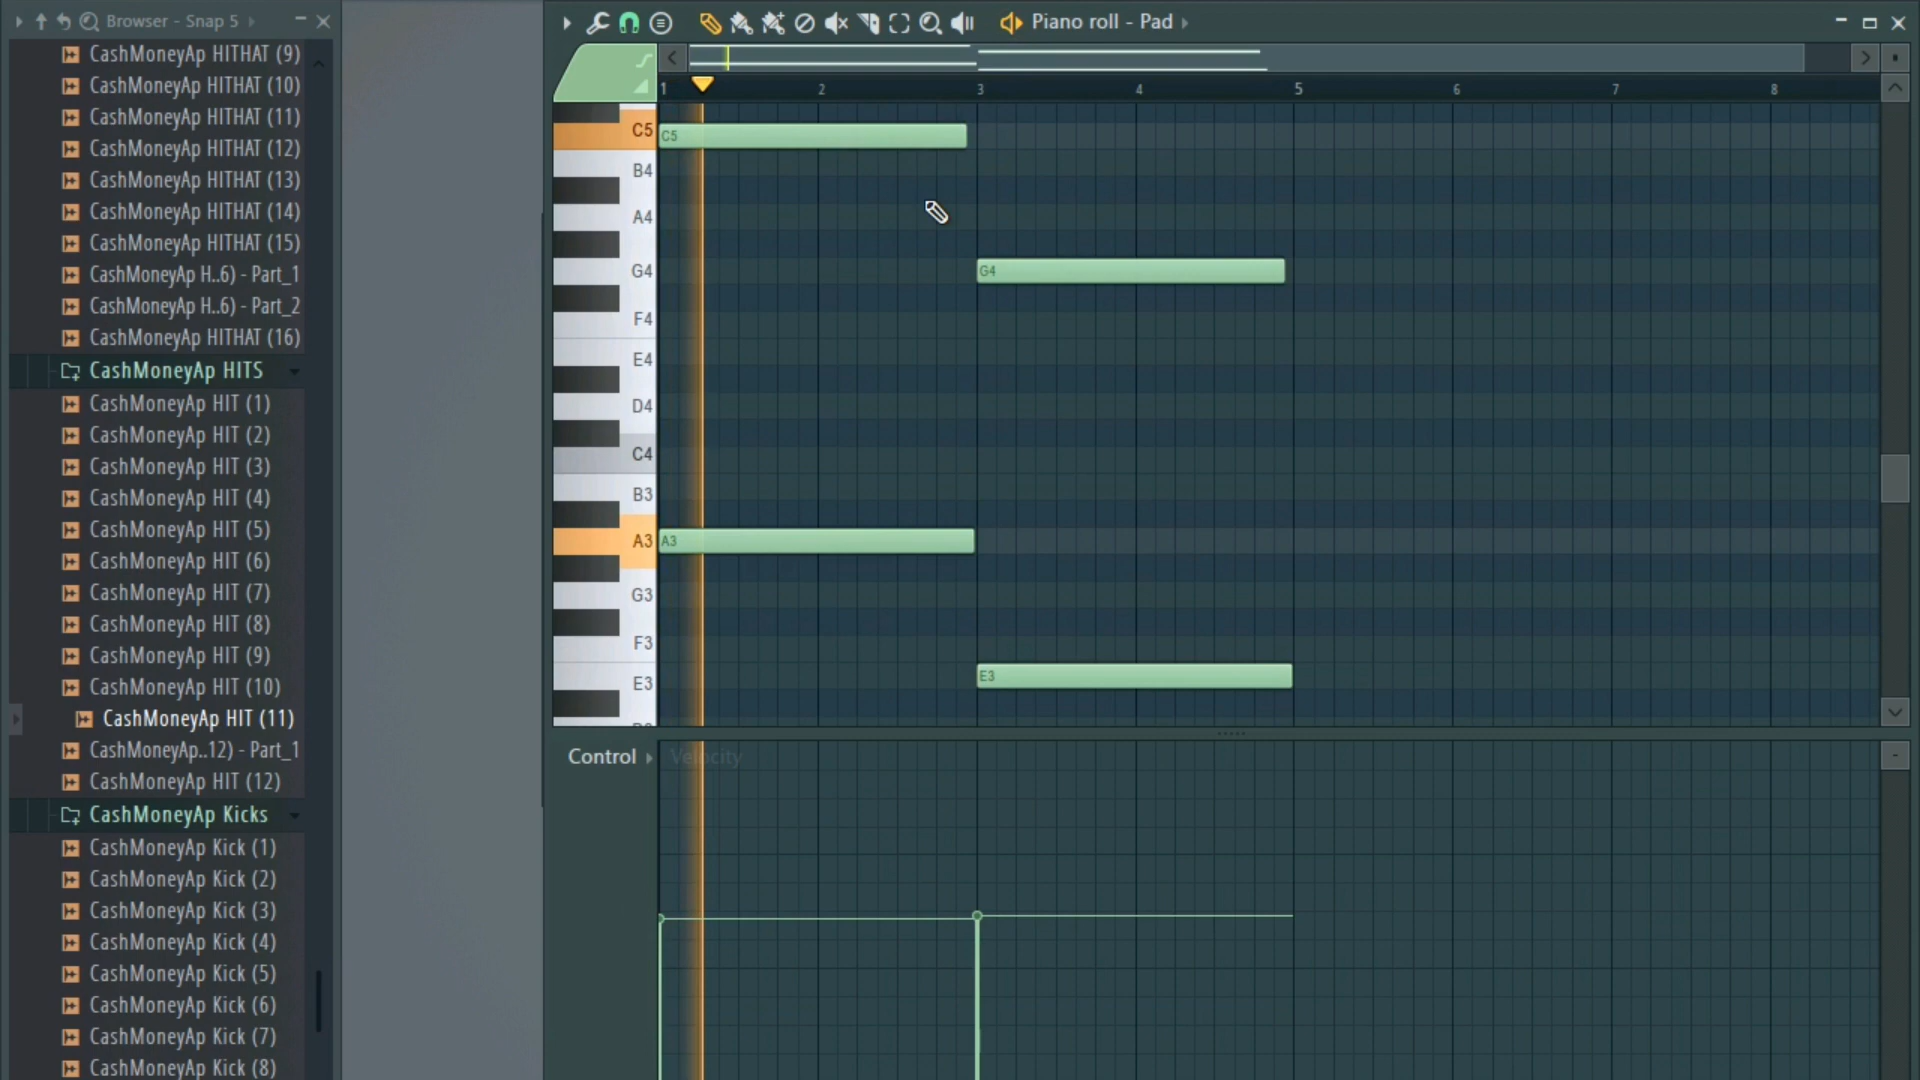 Browser - Snap 5
CashMoneyAp HITHAT (9)
CashMoneyAp HITHAT (10)
CashMoneyAp HITHAT (11)
CashMoneyAp HITHAT (12)
CashMoneyAp HITHAT (13)
CashMoneyAp HITHAT (14)
CashMoneyAp HITHAT (15)
CashMoneyAp H..6) - Part_1
CashMoneyAp H..6) - Part_2
CashMoneyAp HITHAT (16)
CashMoneyAp HITS
CashMoneyAp HIT (1)
CashMoneyAp HIT (2)
CashMoneyAp HIT (3)
CashMoneyAp HIT (4)
CashMoneyAp HIT (5)
CashMoneyAp HIT (6)
CashMoneyAp HIT (7)
CashMoneyAp HIT (8)
CashMoneyAp HIT (9)
CashMoneyAp HIT (10)
CashMoneyAp HIT (11)
CashMoneyAp..12) - Part_1
CashMoneyAp HIT (12)
CashMoneyAp Kicks
CashMoneyAp Kick (1)
CashMoneyAp Kick (2)
CashMoneyAp Kick (3)
CashMoneyAp Kick (4)
CashMoneyAp Kick (5)
CashMoneyAp Kick (6)
CashMoneyAp Kick (7)
CashMoneyAp Kick (8)
Piano roll - Pad
1 2 3 4 5 6 7 8
C5 C5
B4
A4
G4 G4
F4
E4
D4
C4
B3
A3 A3
G3
F3
E3 E3
Control Velocity